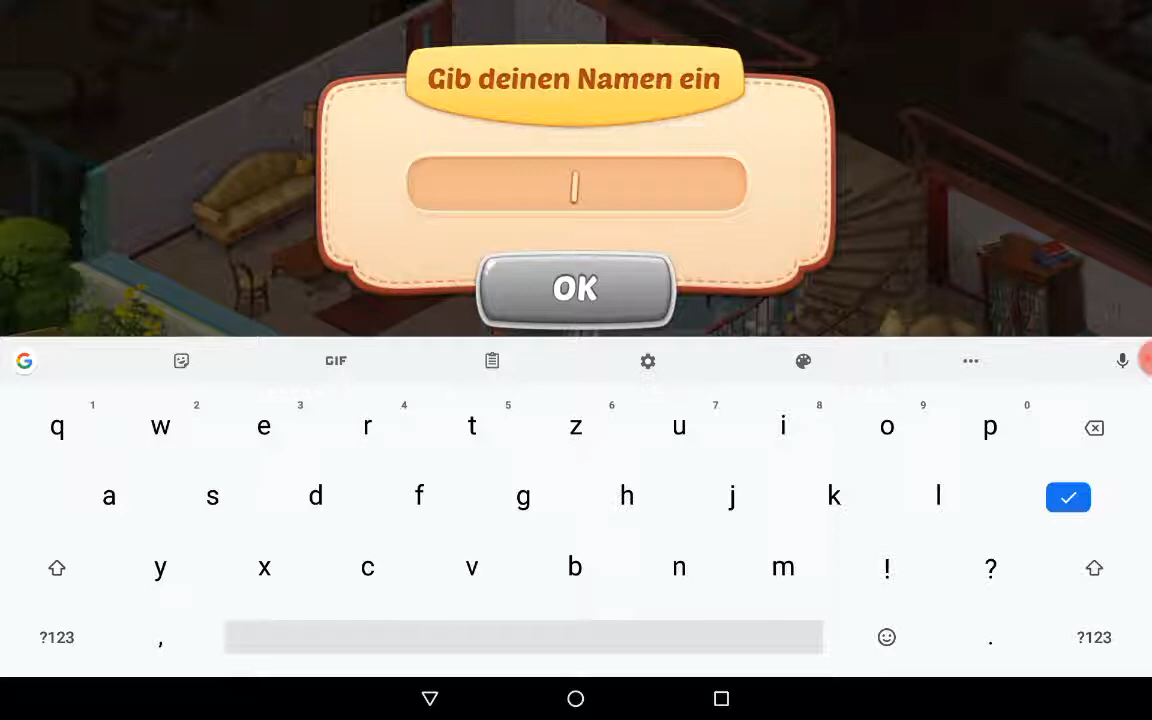 Gib deinen Namen ein
OK
GIF
1 2 3 4 5 6 7 8 9 0
q w e r t z u i o p
a s d f g h j k l
y x c v b n m ! ?
?123 , . ?123